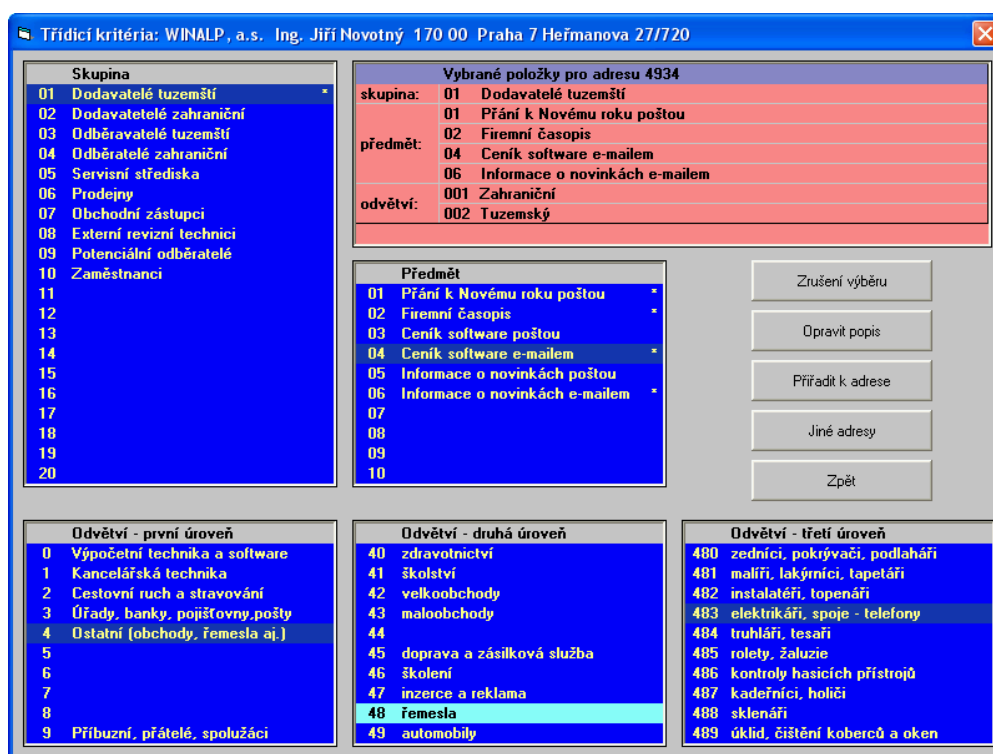 Třídicí kritéria: WINALP, a.s. Ing. Jiří Novotný 170 00 Praha 7 Heřmanova 27/720
Skupina
01 Dodavatelé tuzemští *
02 Dodavatetelé zahraniční
03 Odběravatelé tuzemští
04 Odběratelé zahraniční
05 Servisní střediska
06 Prodejny
07 Obchodní zástupci
08 Externí revizní technici
09 Potenciální odběratelé
10 Zaměstnanci
11
12
13
14
15
16
17
18
19
20
Vybrané položky pro adresu 4934
skupina: 01 Dodavatelé tuzemští
předmět: 01 Přání k Novému roku poštou
02 Firemní časopis
04 Ceník software e-mailem
06 Informace o novinkách e-mailem
odvětví: 001 Zahraniční
002 Tuzemský
Předmět
01 Přání k Novému roku poštou *
02 Firemní časopis *
03 Ceník software poštou
04 Ceník software e-mailem *
05 Informace o novinkách poštou
06 Informace o novinkách e-mailem *
07
08
09
10
Zrušení výběru
Opravit popis
Přiřadit k adrese
Jiné adresy
Zpět
Odvětví - první úroveň
0 Výpočetní technika a software
1 Kancelářská technika
2 Cestovní ruch a stravování
3 Úřady, banky, pojišťovny,pošty
4 Ostatní (obchody, řemesla aj.)
5
6
7
8
9 Příbuzní, přátelé, spolužáci
Odvětví - druhá úroveň
40 zdravotnictví
41 školství
42 velkoobchody
43 maloobchody
44
45 doprava a zásilková služba
46 školení
47 inzerce a reklama
48 řemesla
49 automobily
Odvětví - třetí úroveň
480 zedníci, pokrývači, podlaháři
481 malíři, lakýrníci, tapetáři
482 instalatéři, topenáři
483 elektrikáři, spoje - telefony
484 truhláři, tesaři
485 rolety, žaluzie
486 kontroly hasicích přístrojů
487 kadeřníci, holiči
488 sklenáři
489 úklid, čištění koberců a oken